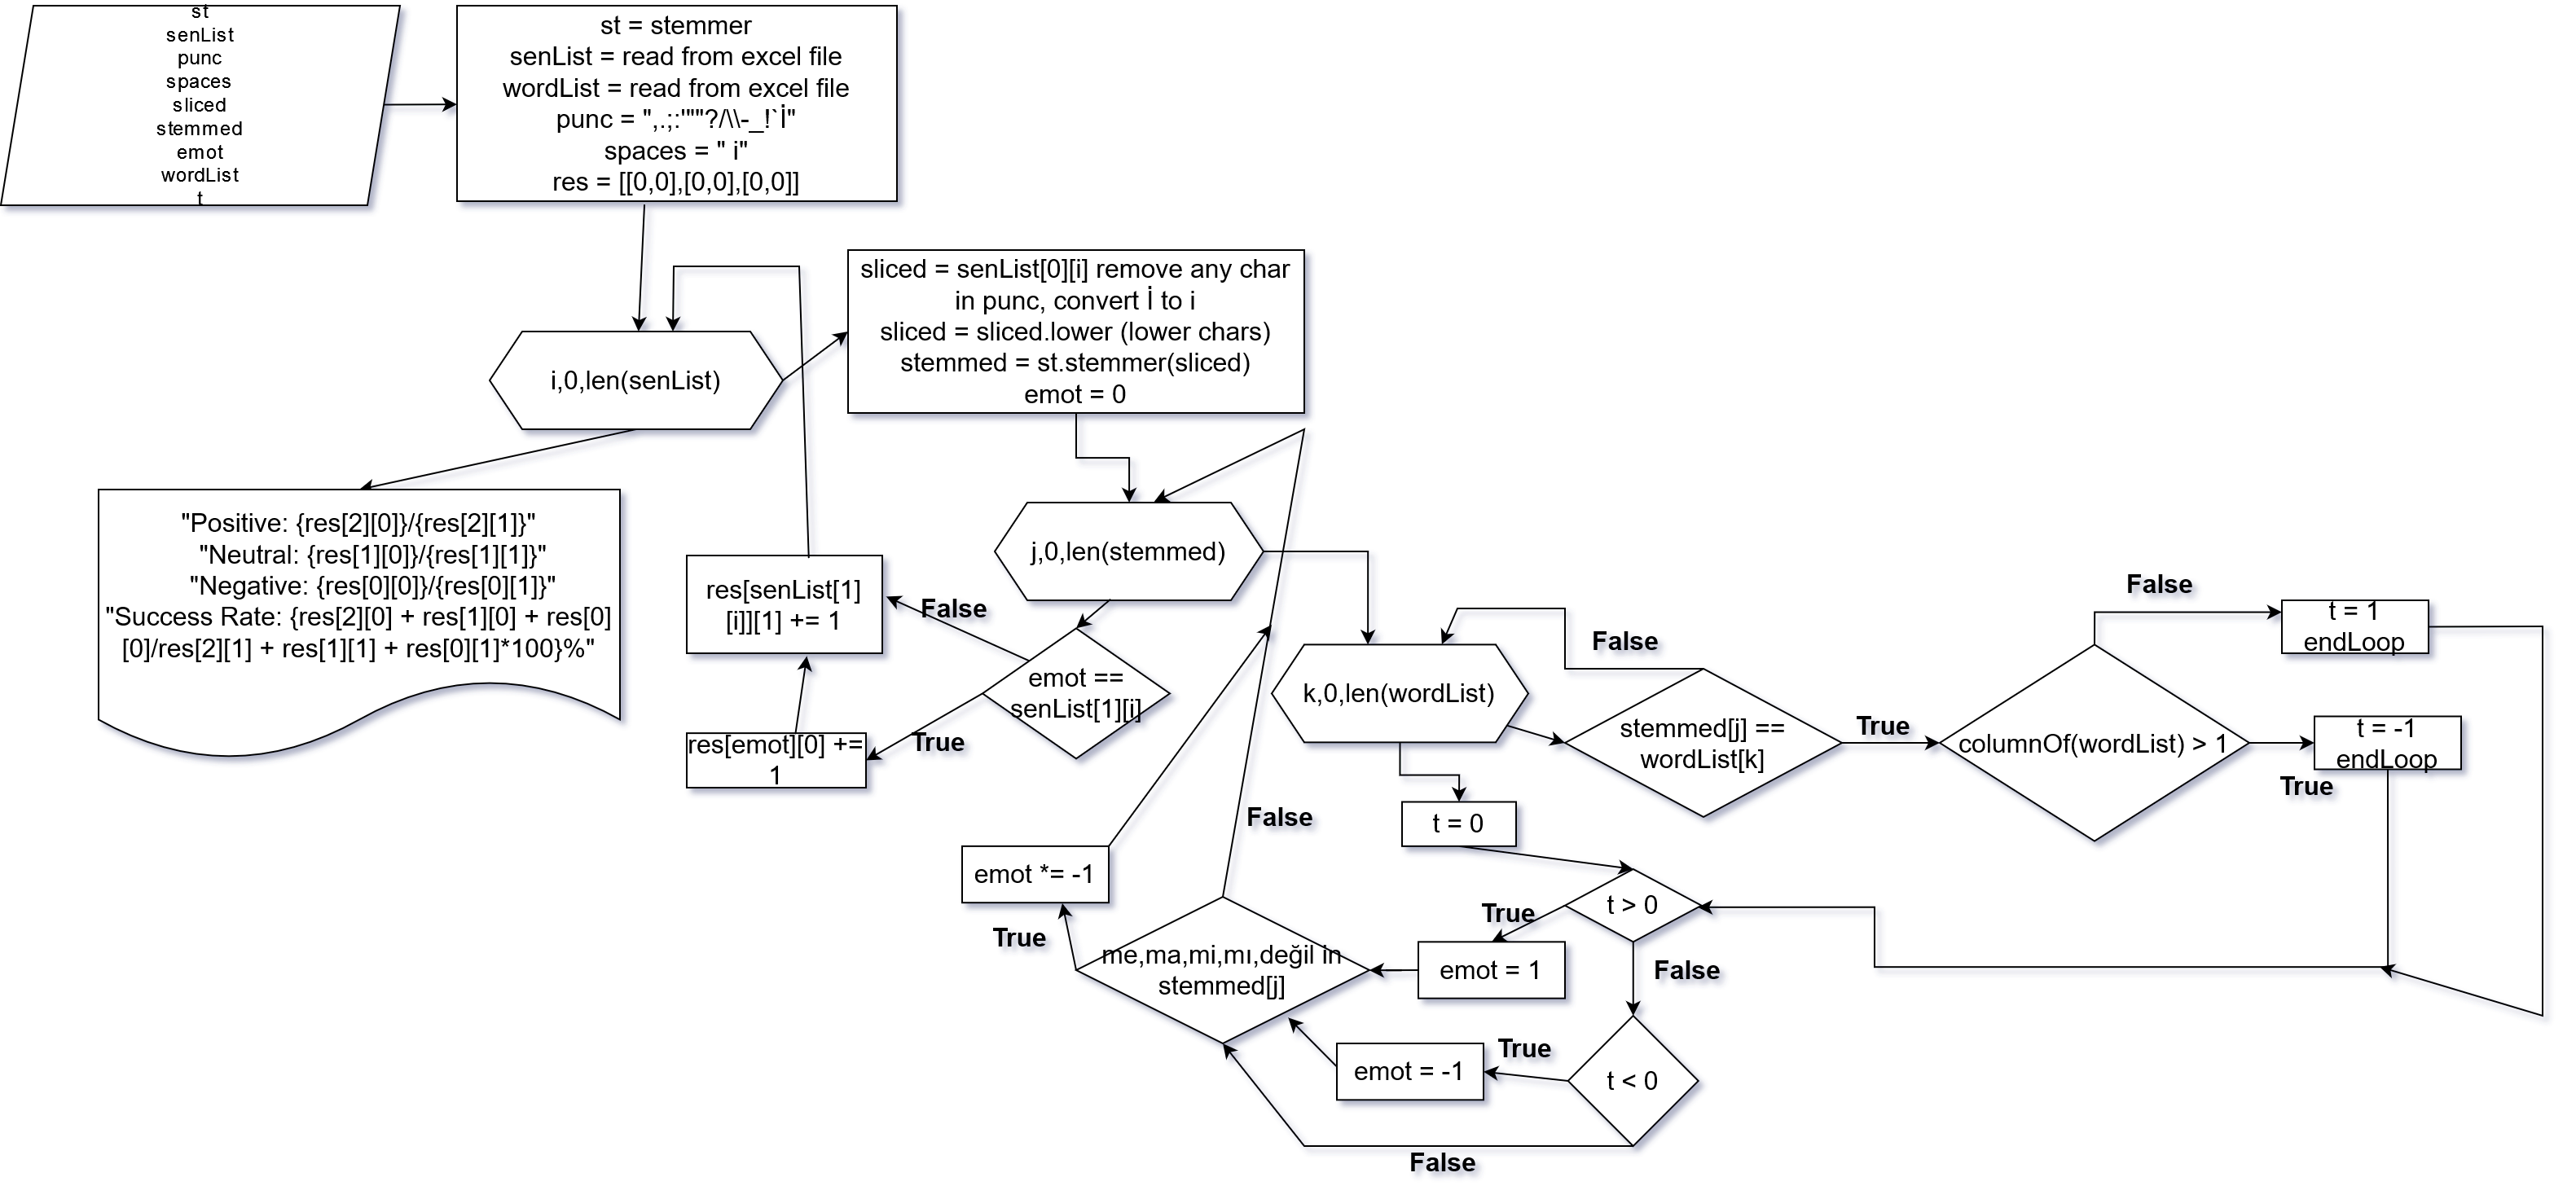 st
senList
punc
spaces
sliced
stemmed
emot
wordList
t
st = stemmer
senList = read from excel file
wordList = read from excel file
punc = ",.;:'""?/\\-_!`İ"
spaces = " i"
res = [[0,0],[0,0],[0,0]]
i,0,len(senList)
sliced = senList[0][i] remove any char
in punc, convert İ to i
sliced = sliced.lower (lower chars)
stemmed = st.stemmer(sliced)
emot = 0
"Positive: {res[2][0]}/{res[2][1]}"
"Neutral: {res[1][0]}/{res[1][1]}"
"Negative: {res[0][0]}/{res[0][1]}"
"Success Rate: {res[2][0] + res[1][0] + res[0]
[0]/res[2][1] + res[1][1] + res[0][1]*100}%"
j,0,len(stemmed)
res[senList[1]
[i]][1] += 1
False
emot ==
senList[1][i]
True
res[emot][0] +=
1
k,0,len(wordList)
False
stemmed[j] ==
wordList[k]
True
columnOf(wordList) > 1
False
t = 1
endLoop
t = -1
endLoop
True
t = 0
t > 0
True
False
emot = 1
me,ma,mi,mı,değil in
stemmed[j]
False
True
emot *= -1
t < 0
True
emot = -1
False